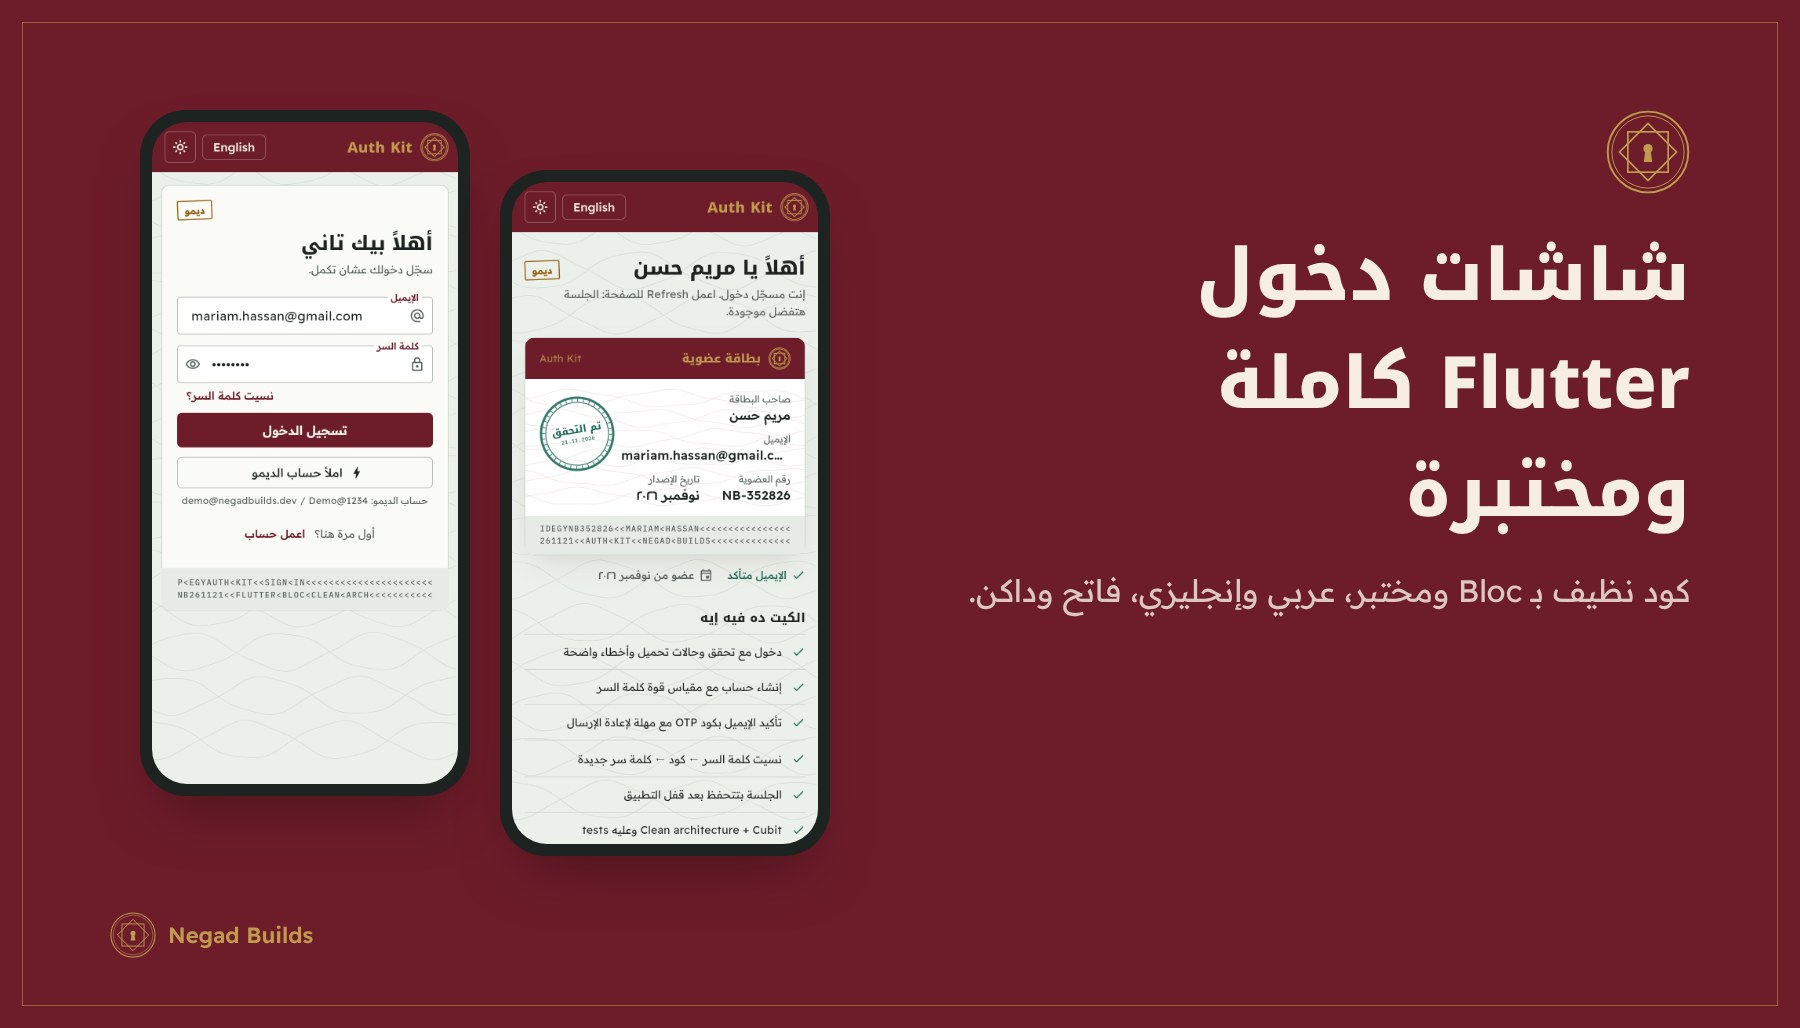 شاشات دخول
Flutter كاملة
ومختبرة
كود نظيف بـ Bloc ومختبر، عربي وإنجليزي، فاتح وداكن.
Auth Kit
English
أهلاً يا مريم حسن
ديمو
إنت مسجّل دخول. اعمل Refresh للصفحة: الجلسة
هتفضل موجودة.
بطاقة عضوية
Auth Kit
صاحب البطاقة
مريم حسن
الإيميل
mariam.hassan@gmail.c...
رقم العضوية
NB-352826
تاريخ الإصدار
نوفمبر ٢٠٢٦
تم التحقق
21.11.2026
IDEGYNB352826<<MARIAM<HASSAN<<<<<<<<<<<<<<<<
261121<<AUTH<KIT<<NEGAD<BUILDS<<<<<<<<<<<<<<
الإيميل متأكد
عضو من نوفمبر ٢٠٢٦
الكيت ده فيه إيه
دخول مع تحقق وحالات تحميل وأخطاء واضحة
إنشاء حساب مع مقياس قوة كلمة السر
تأكيد الإيميل بكود OTP مع مهلة لإعادة الإرسال
نسيت كلمة السر ← كود ← كلمة سر جديدة
الجلسة بتتحفظ بعد قفل التطبيق
Clean architecture + Cubit وعليه tests
Auth Kit
English
ديمو
أهلاً بيك تاني
سجّل دخولك عشان تكمل.
الإيميل
mariam.hassan@gmail.com
كلمة السر
••••••••
نسيت كلمة السر؟
تسجيل الدخول
املأ حساب الديمو
حساب الديمو: demo@negadbuilds.dev / Demo@1234
أول مرة هنا؟ اعمل حساب
P<EGYAUTH<KIT<<SIGN<IN<<<<<<<<<<<<<<<<<<<<<<
NB261121<<FLUTTER<BLOC<CLEAN<ARCH<<<<<<<<<<<
Negad Builds